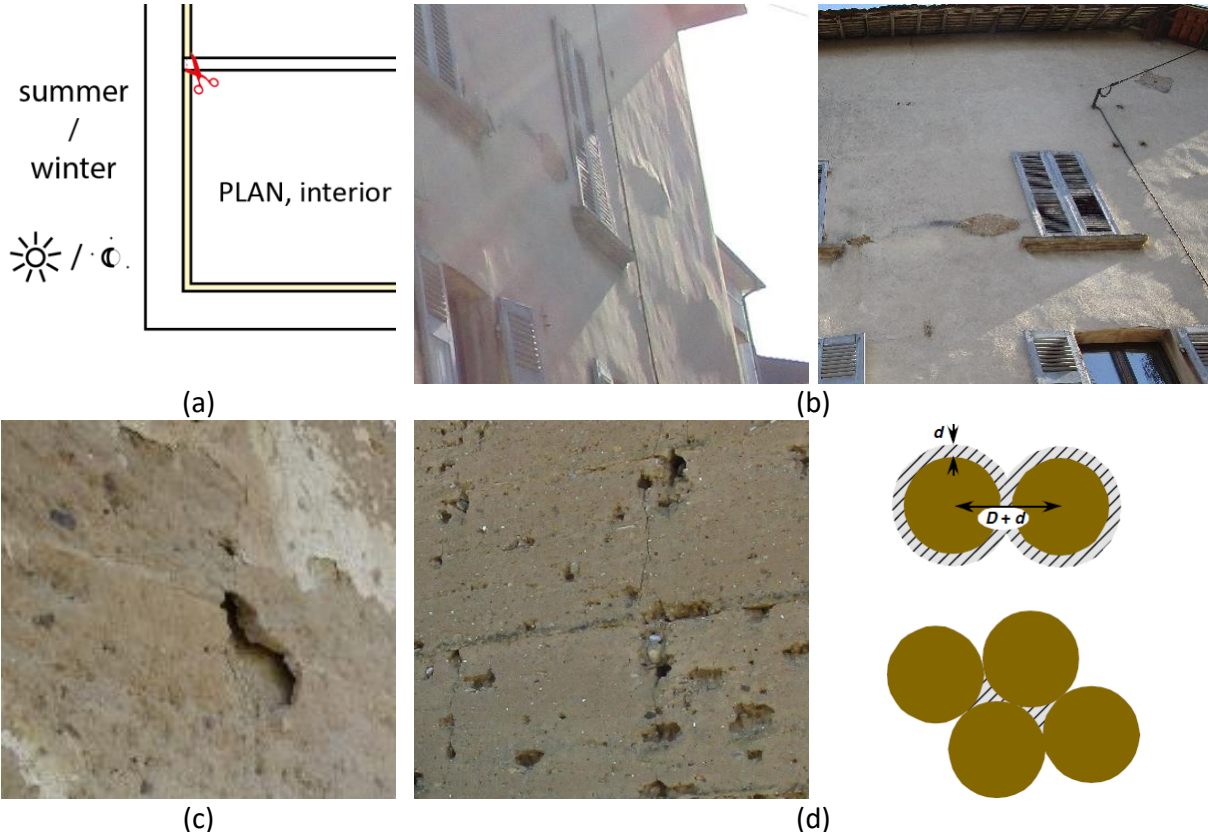 summer
/
winter
/
PLAN, interior
(a)
(b)
d
D + d
(c)
(d)